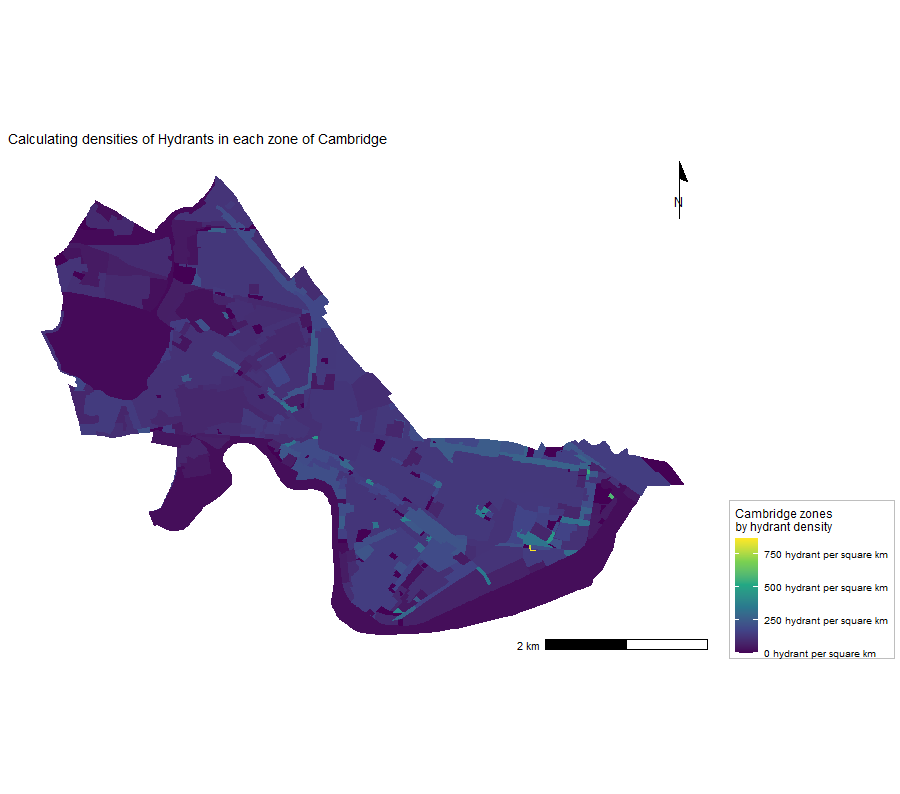 Calculating densities of Hydrants in each zone of Cambridge
N
Cambridge zones
by hydrant density
750 hydrant per square km
500 hydrant per square km
250 hydrant per square km
0 hydrant per square km
2 km